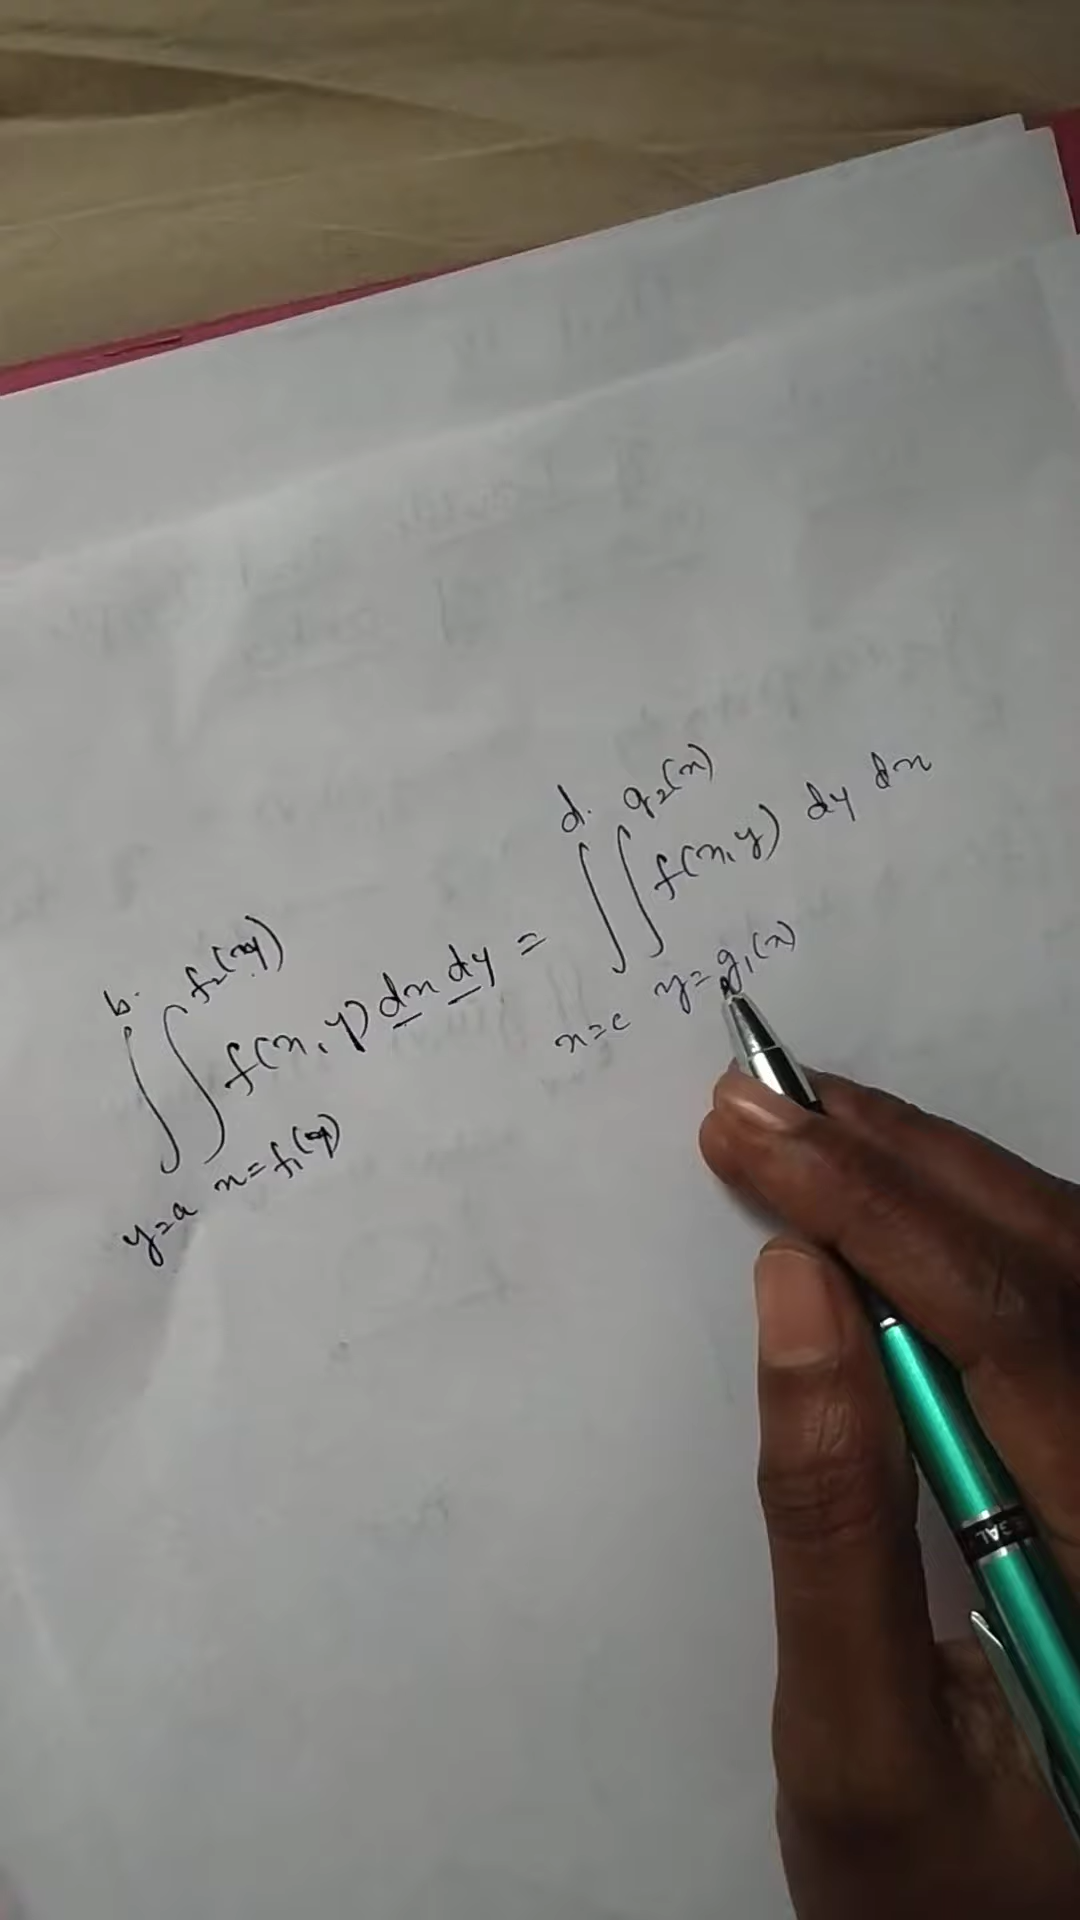 ∫_{y=a}^{b} ∫_{x=f₁(y)}^{f₂(y)} f(x,y) dx dy = ∫_{x=c}^{d} ∫_{y=g₁(x)}^{g₂(x)} f(x,y) dy dx